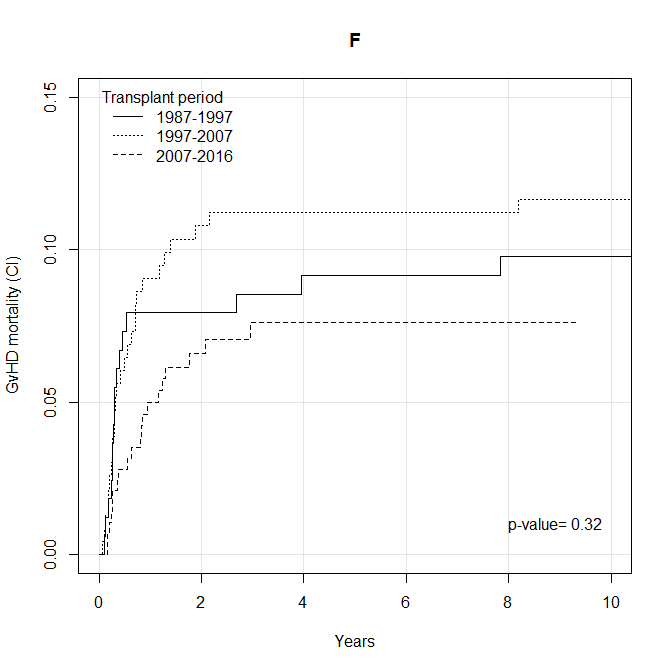 F
Transplant period
1987-1997
1997-2007
2007-2016
GvHD mortality (CI)
0.15
0.10
0.05
0.00
p-value= 0.32
0 2 4 6 8 10
Years